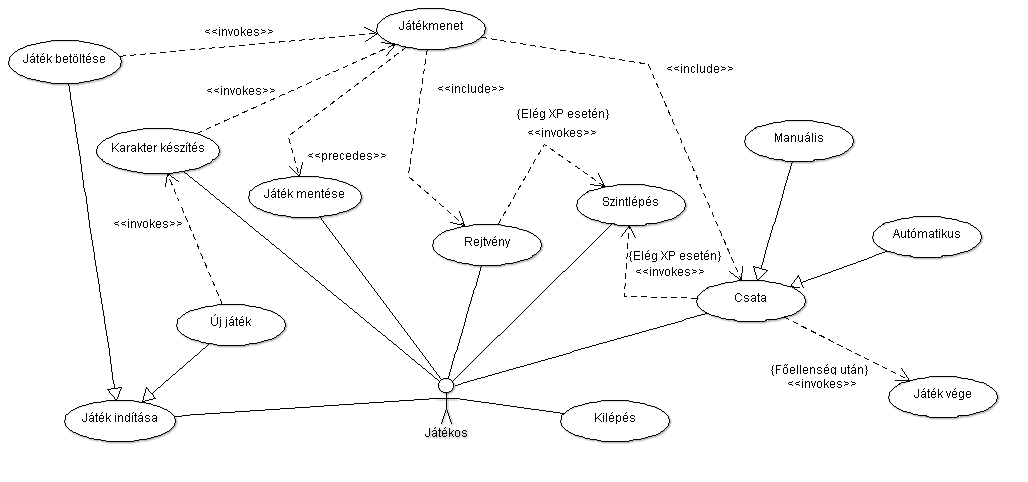 Játékmenet
<<invokes>>
Játék betöltése
<<include>>
<<invokes>>
<<include>>
{Elég XP esetén}
<<invokes>>
Manuális
Karakter készítés
<<precedes>>
Játék mentése
Szintlépés
<<invokes>>
Rejtvény
Autómatikus
{Elég XP esetén}
<<invokes>>
Csata
Új játék
{Főellenség után}
<<invokes>>
Játék vége
Játék indítása
Kilépés
Játékos